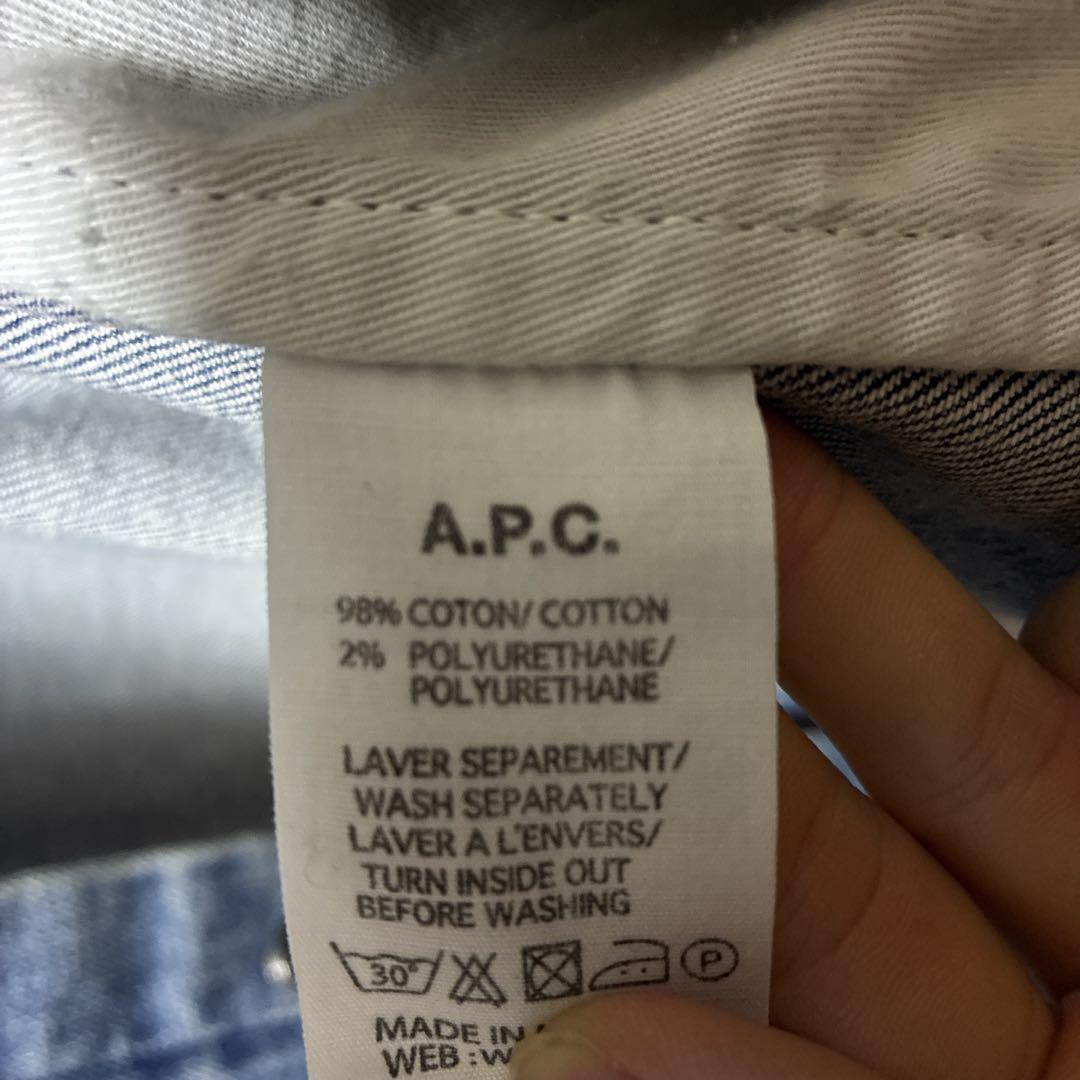 A.P.C.
98% COTON/ COTTON
2% POLYURETHANE/
POLYURETHANE
LAVER SEPAREMENT/
WASH SEPARATELY
LAVER A L'ENVERS/
TURN INSIDE OUT
BEFORE WASHING
30° P
MADE IN
WEB :